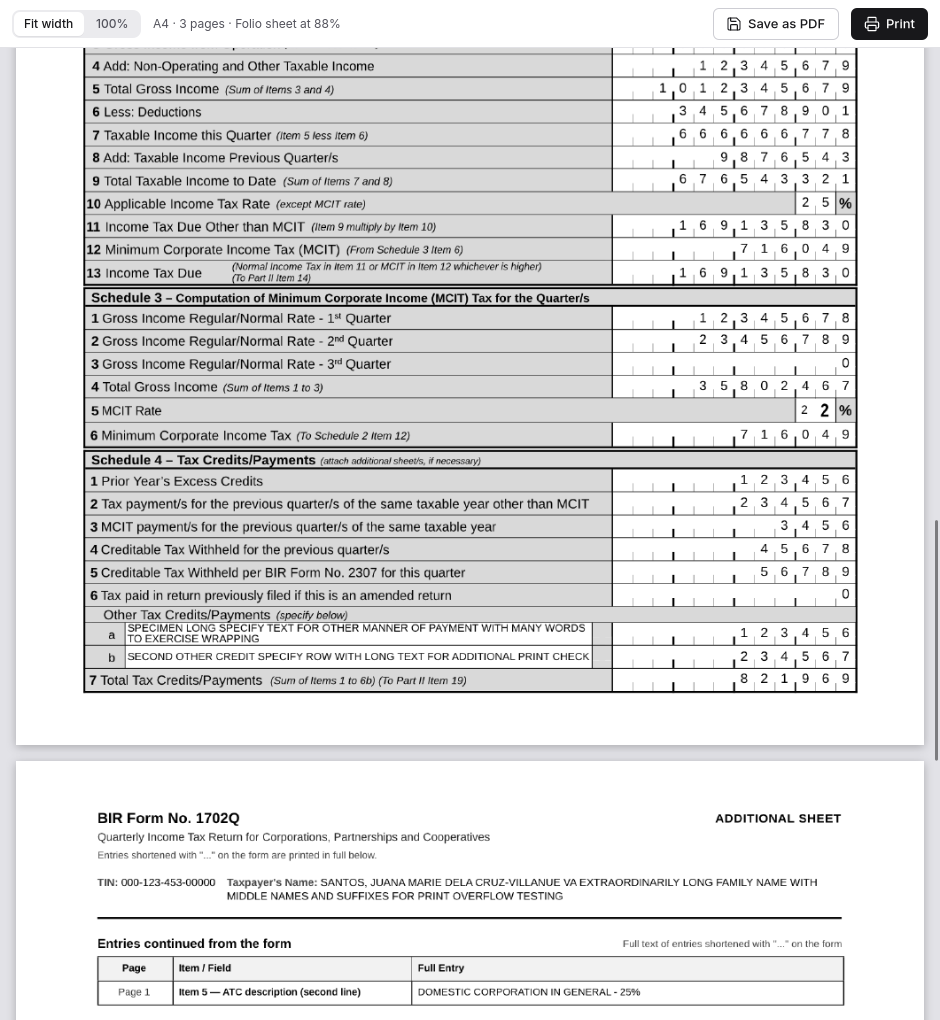 Fit width 100% A4 · 3 pages · Folio sheet at 88% Save as PDF Print
4 Add: Non-Operating and Other Taxable Income 1 2 3 4 5 6 7 9
5 Total Gross Income (Sum of Items 3 and 4) 1 0 1 2 3 4 5 6 7 9
6 Less: Deductions 3 4 5 6 7 8 9 0 1
7 Taxable Income this Quarter (Item 5 less Item 6) 6 6 6 6 6 6 7 7 8
8 Add: Taxable Income Previous Quarter/s 9 8 7 6 5 4 3
9 Total Taxable Income to Date (Sum of Items 7 and 8) 6 7 6 5 4 3 3 2 1
10 Applicable Income Tax Rate (except MCIT rate) 2 5 %
11 Income Tax Due Other than MCIT (Item 9 multiply by Item 10) 1 6 9 1 3 5 8 3 0
12 Minimum Corporate Income Tax (MCIT) (From Schedule 3 Item 6) 7 1 6 0 4 9
13 Income Tax Due (Normal Income Tax in Item 11 or MCIT in Item 12 whichever is higher) 1 6 9 1 3 5 8 3 0
(To Part II Item 14)
Schedule 3 – Computation of Minimum Corporate Income (MCIT) Tax for the Quarter/s
1 Gross Income Regular/Normal Rate - 1st Quarter 1 2 3 4 5 6 7 8
2 Gross Income Regular/Normal Rate - 2nd Quarter 2 3 4 5 6 7 8 9
3 Gross Income Regular/Normal Rate - 3rd Quarter 0
4 Total Gross Income (Sum of Items 1 to 3) 3 5 8 0 2 4 6 7
5 MCIT Rate 2 2 %
6 Minimum Corporate Income Tax (To Schedule 2 Item 12) 7 1 6 0 4 9
Schedule 4 – Tax Credits/Payments (attach additional sheet/s, if necessary)
1 Prior Year's Excess Credits 1 2 3 4 5 6
2 Tax payment/s for the previous quarter/s of the same taxable year other than MCIT 2 3 4 5 6 7
3 MCIT payment/s for the previous quarter/s of the same taxable year 3 4 5 6
4 Creditable Tax Withheld for the previous quarter/s 4 5 6 7 8
5 Creditable Tax Withheld per BIR Form No. 2307 for this quarter 5 6 7 8 9
6 Tax paid in return previously filed if this is an amended return 0
Other Tax Credits/Payments (specify below)
a SPECIMEN LONG SPECIFY TEXT FOR OTHER MANNER OF PAYMENT WITH MANY WORDS 1 2 3 4 5 6
TO EXERCISE WRAPPING
b SECOND OTHER CREDIT SPECIFY ROW WITH LONG TEXT FOR ADDITIONAL PRINT CHECK 2 3 4 5 6 7
7 Total Tax Credits/Payments (Sum of Items 1 to 6b) (To Part II Item 19) 8 2 1 9 6 9
BIR Form No. 1702Q ADDITIONAL SHEET
Quarterly Income Tax Return for Corporations, Partnerships and Cooperatives
Entries shortened with "..." on the form are printed in full below.
TIN: 000-123-453-00000 Taxpayer's Name: SANTOS, JUANA MARIE DELA CRUZ-VILLANUE VA EXTRAORDINARILY LONG FAMILY NAME WITH
MIDDLE NAMES AND SUFFIXES FOR PRINT OVERFLOW TESTING
Entries continued from the form Full text of entries shortened with "..." on the form
Page Item / Field Full Entry
Page 1 Item 5 — ATC description (second line) DOMESTIC CORPORATION IN GENERAL - 25%